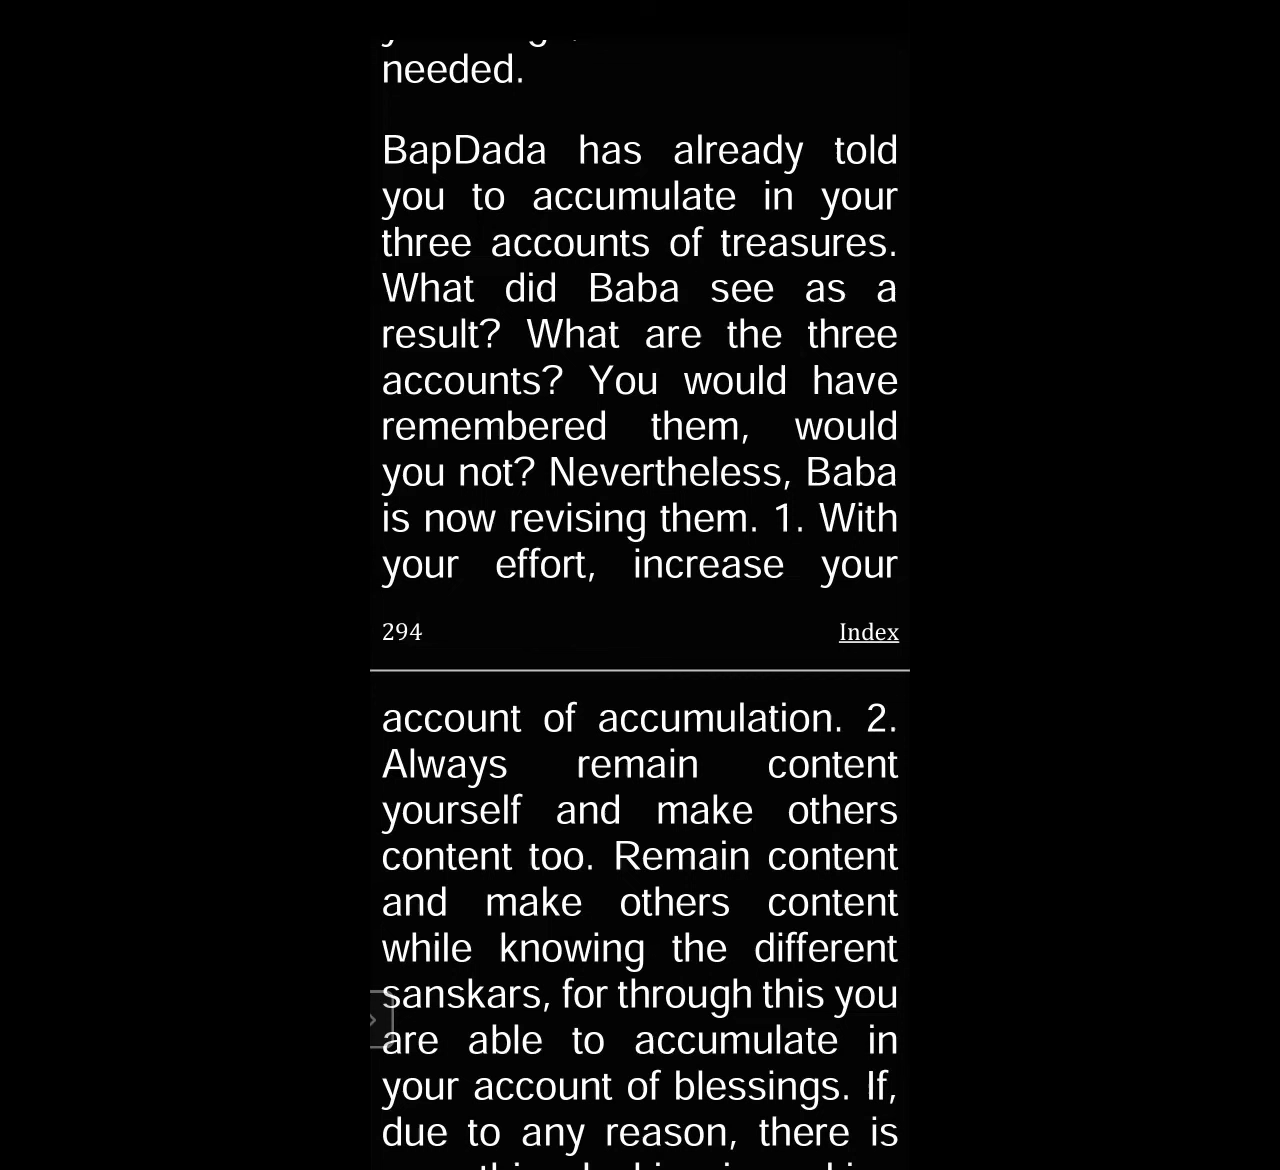 needed.
BapDada has already told
you to accumulate in your
three accounts of treasures.
What did Baba see as a
result? What are the three
accounts? You would have
remembered them, would
you not? Nevertheless, Baba
is now revising them. 1. With
your effort, increase your
294 Index
account of accumulation. 2.
Always remain content
yourself and make others
content too. Remain content
and make others content
while knowing the different
sanskars, for through this you
are able to accumulate in
your account of blessings. If,
due to any reason, there is